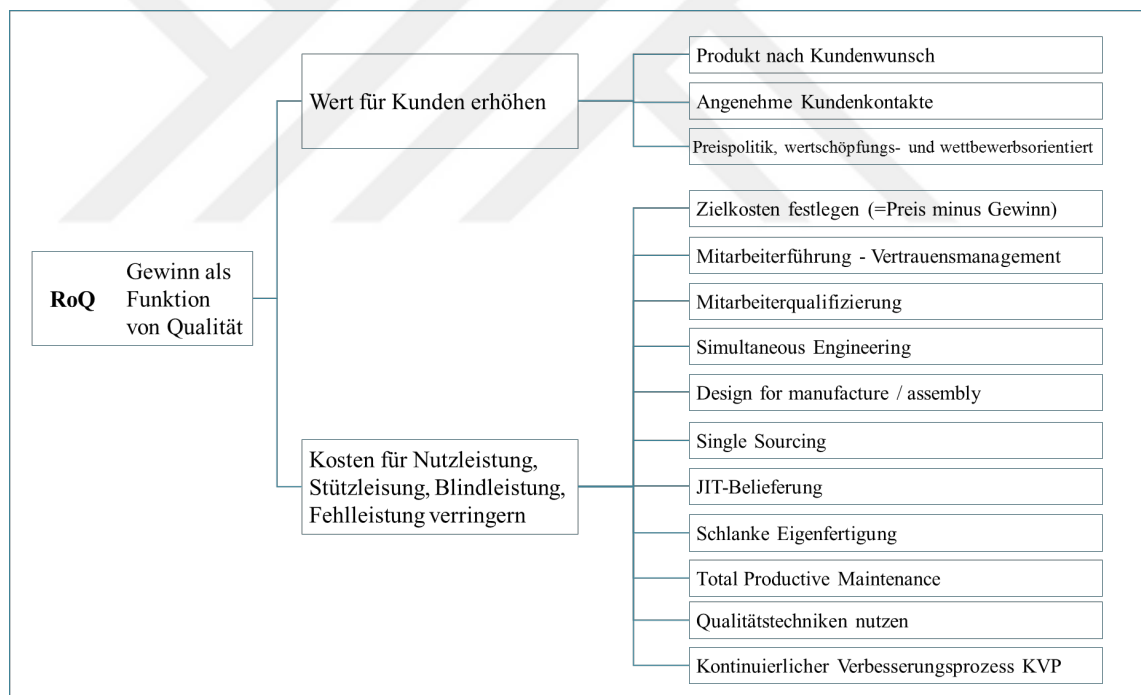 RoQ
Gewinn als
Funktion
von Qualität
Wert für Kunden erhöhen
Produkt nach Kundenwunsch
Angenehme Kundenkontakte
Preispolitik, wertschöpfungs- und wettbewerbsorientiert
Kosten für Nutzleistung,
Stützleisung, Blindleistung,
Fehlleistung verringern
Zielkosten festlegen (=Preis minus Gewinn)
Mitarbeiterführung - Vertrauensmanagement
Mitarbeiterqualifizierung
Simultaneous Engineering
Design for manufacture / assembly
Single Sourcing
JIT-Belieferung
Schlanke Eigenfertigung
Total Productive Maintenance
Qualitätstechniken nutzen
Kontinuierlicher Verbesserungsprozess KVP